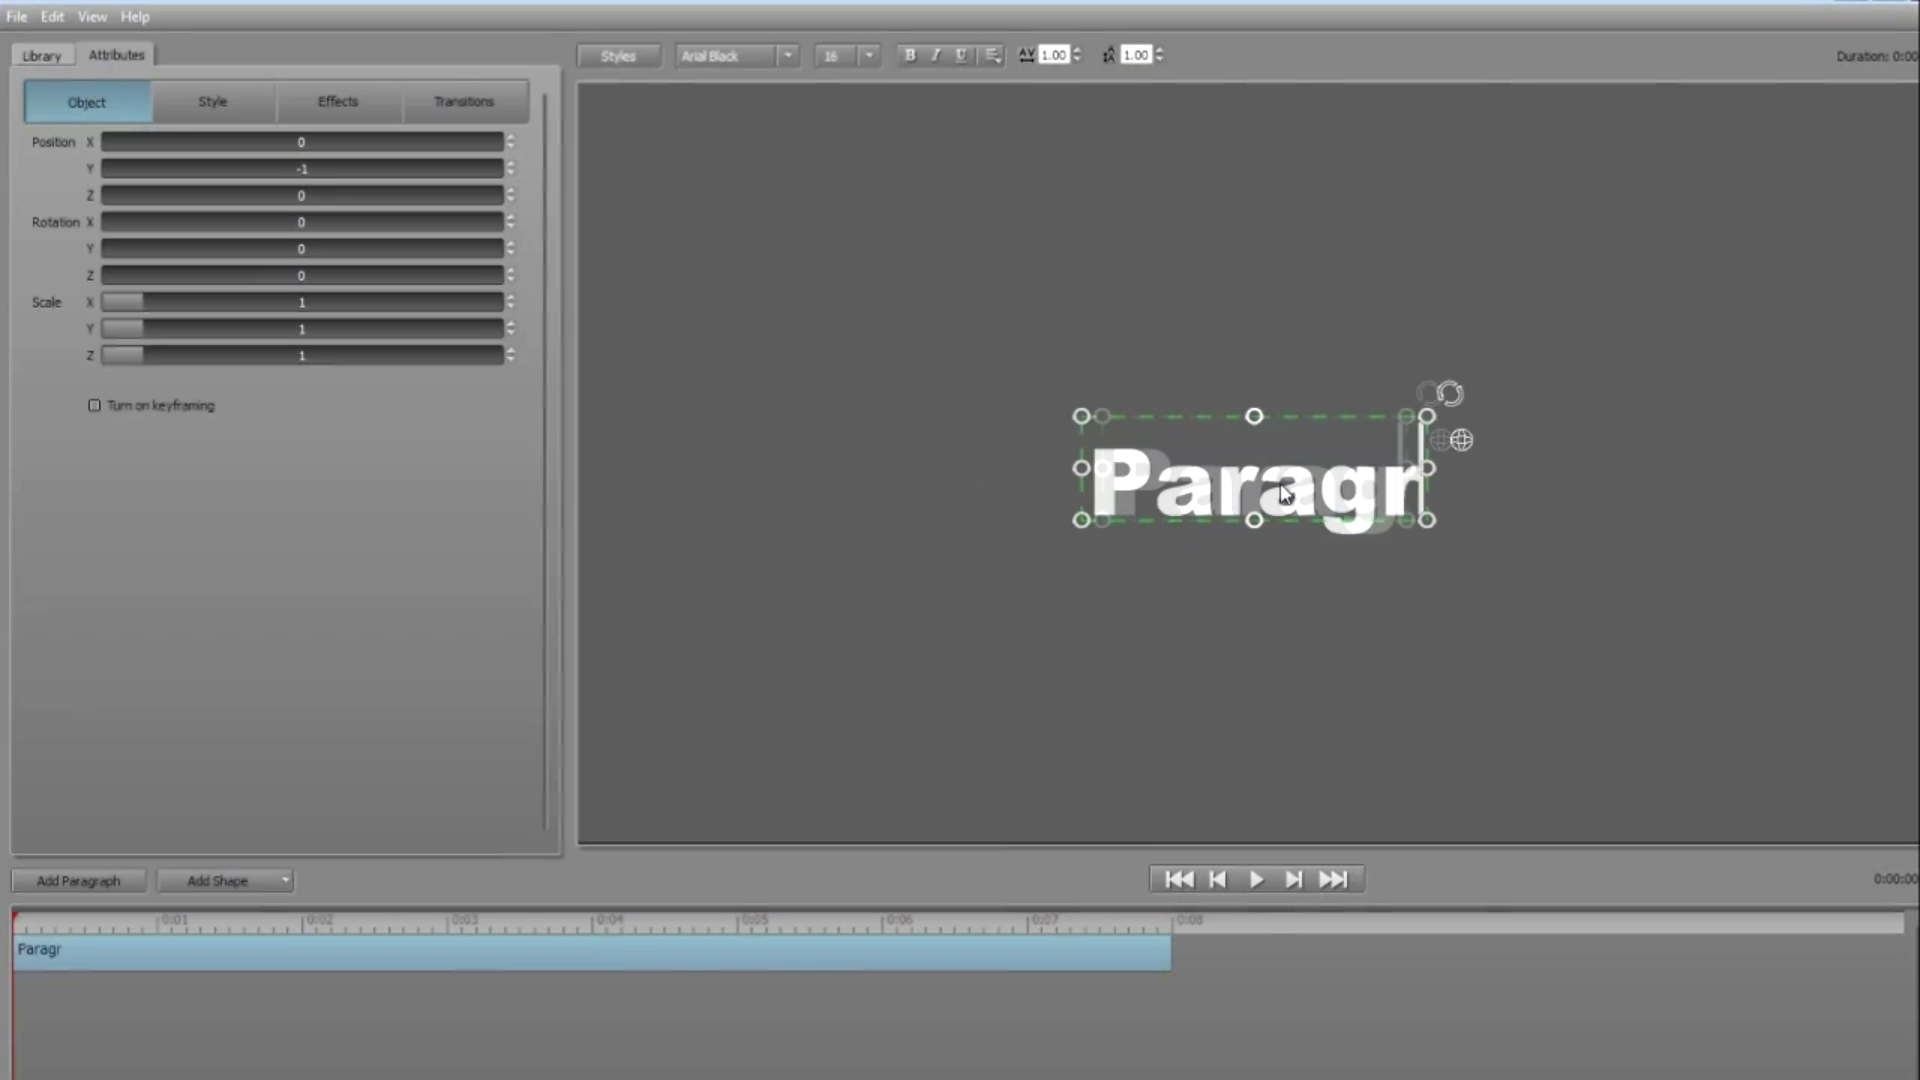 File Edit View Help
Library Attributes
Styles Arial Black 16 B I U AV 1.00 1.00 Duration: 0:00
Object Style Effects Transitions
Position X 0
Y -1
Z 0
Rotation X 0
Y 0
Z 0
Scale X 1
Y 1
Z 1
Turn on keyframing
Paragr
Add Paragraph Add Shape 0:00:00
0:01 0:02 0:03 0:04 0:05 0:06 0:07 0:08
Paragr